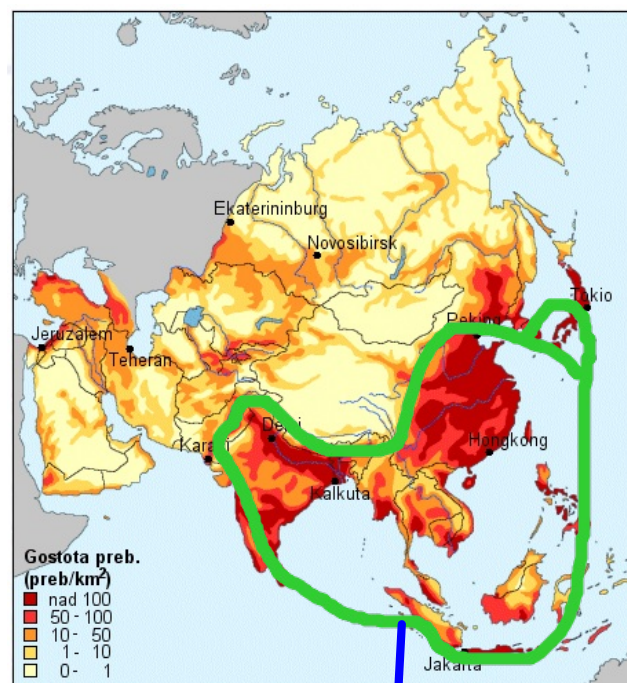 Ekaterininburg
Novosibirsk
Tokio
Peking
Jeruzalem
Teheran
Delhi
Karači
Hongkong
Kalkuta
Gostota preb.
(preb/km²)
nad 100
50 - 100
10 - 50
1 - 10
0 - 1
Jakarta